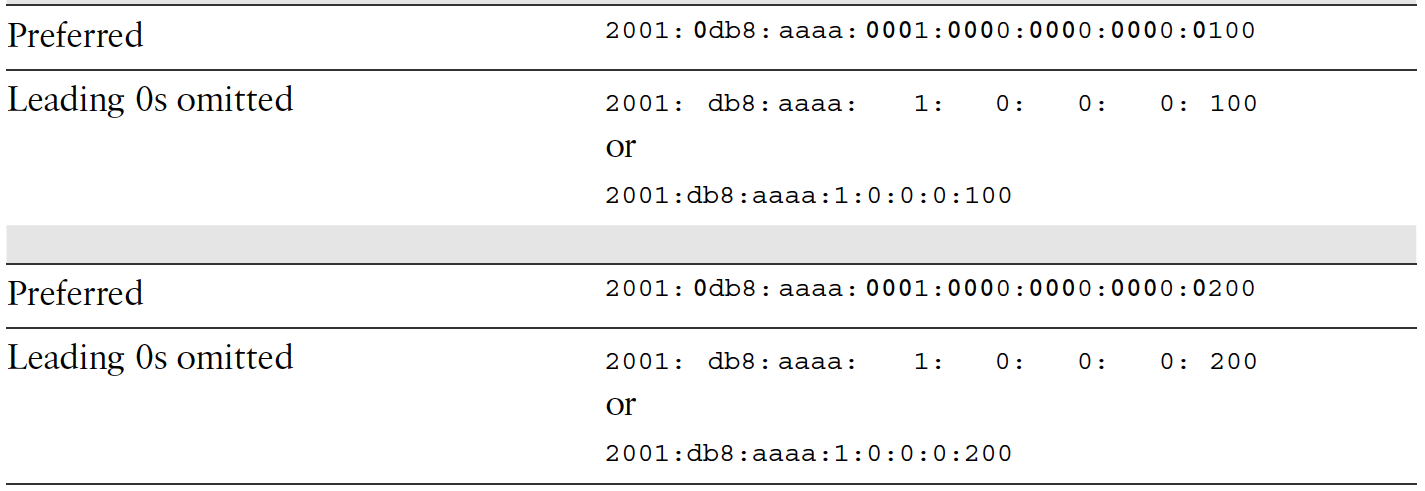 Preferred 2001:0db8:aaaa:0001:0000:0000:0000:0100
Leading 0s omitted 2001: db8:aaaa: 1: 0: 0: 0: 100
or
2001:db8:aaaa:1:0:0:0:100
Preferred 2001:0db8:aaaa:0001:0000:0000:0000:0200
Leading 0s omitted 2001: db8:aaaa: 1: 0: 0: 0: 200
or
2001:db8:aaaa:1:0:0:0:200